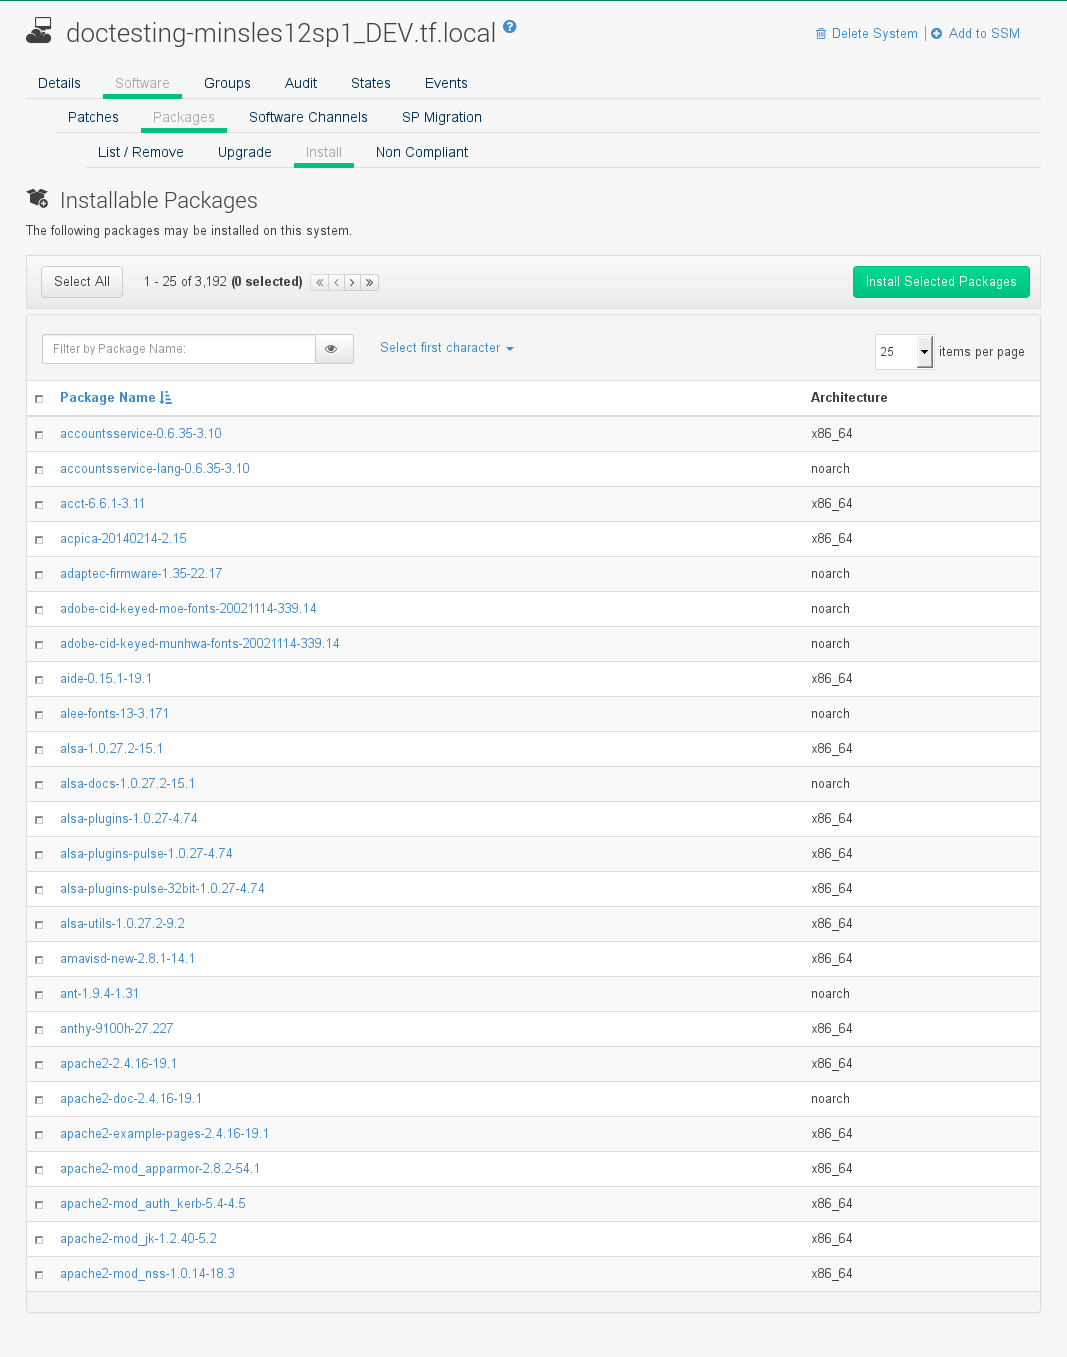 doctesting-minsles12sp1_DEV.tf.local ?
Delete System | Add to SSM
Details Software Groups Audit States Events
Patches Packages Software Channels SP Migration
List / Remove Upgrade Install Non Compliant
Installable Packages
The following packages may be installed on this system.
Select All 1 - 25 of 3,192 (0 selected) « < > » Install Selected Packages
Filter by Package Name: Select first character 25 items per page
Package Name Architecture
accountsservice-0.6.35-3.10 x86_64
accountsservice-lang-0.6.35-3.10 noarch
acct-6.6.1-3.11 x86_64
acpica-20140214-2.15 x86_64
adaptec-firmware-1.35-22.17 noarch
adobe-cid-keyed-moe-fonts-20021114-339.14 noarch
adobe-cid-keyed-munhwa-fonts-20021114-339.14 noarch
aide-0.15.1-19.1 x86_64
alee-fonts-13-3.171 noarch
alsa-1.0.27.2-15.1 x86_64
alsa-docs-1.0.27.2-15.1 noarch
alsa-plugins-1.0.27-4.74 x86_64
alsa-plugins-pulse-1.0.27-4.74 x86_64
alsa-plugins-pulse-32bit-1.0.27-4.74 x86_64
alsa-utils-1.0.27.2-9.2 x86_64
amavisd-new-2.8.1-14.1 x86_64
ant-1.9.4-1.31 noarch
anthy-9100h-27.227 x86_64
apache2-2.4.16-19.1 x86_64
apache2-doc-2.4.16-19.1 noarch
apache2-example-pages-2.4.16-19.1 x86_64
apache2-mod_apparmor-2.8.2-54.1 x86_64
apache2-mod_auth_kerb-5.4-4.5 x86_64
apache2-mod_jk-1.2.40-5.2 x86_64
apache2-mod_nss-1.0.14-18.3 x86_64